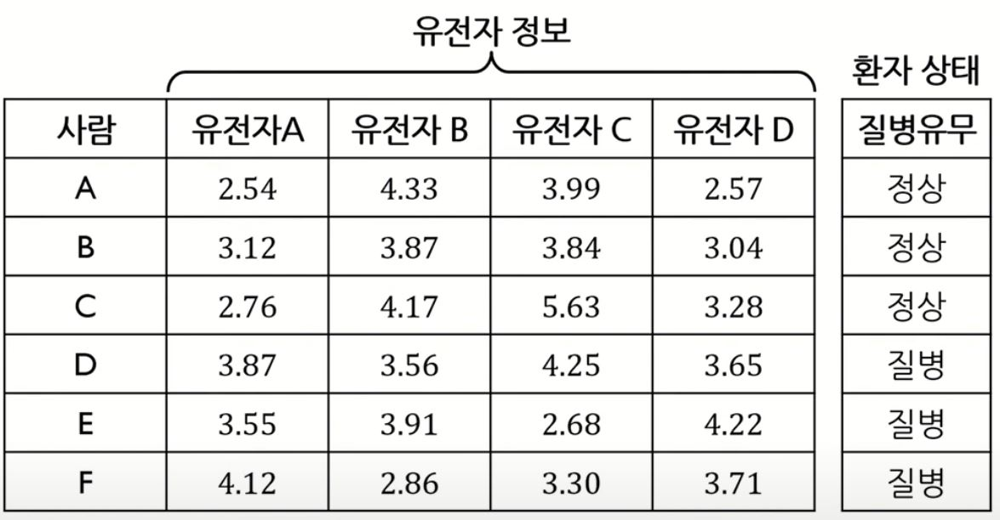 유전자 정보
환자 상태
사람 유전자A 유전자 B 유전자 C 유전자 D 질병유무
A 2.54 4.33 3.99 2.57 정상
B 3.12 3.87 3.84 3.04 정상
C 2.76 4.17 5.63 3.28 정상
D 3.87 3.56 4.25 3.65 질병
E 3.55 3.91 2.68 4.22 질병
F 4.12 2.86 3.30 3.71 질병